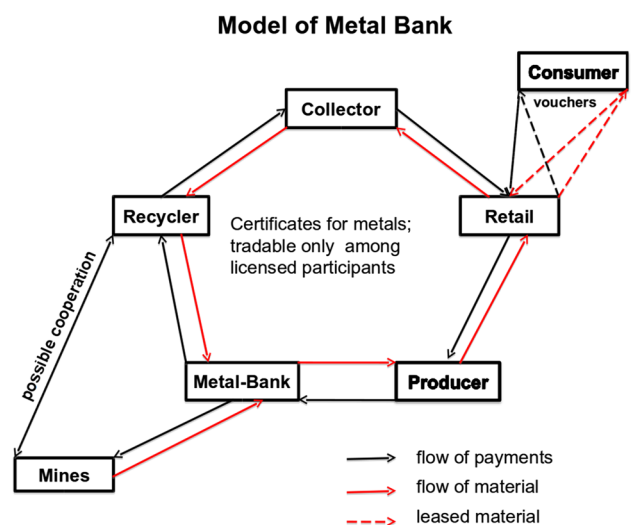 Model of Metal Bank
Consumer
vouchers
Collector
Recycler
Retail
Certificates for metals;
tradable only among
licensed participants
possible cooperation
Metal-Bank
Producer
Mines
flow of payments
flow of material
leased material